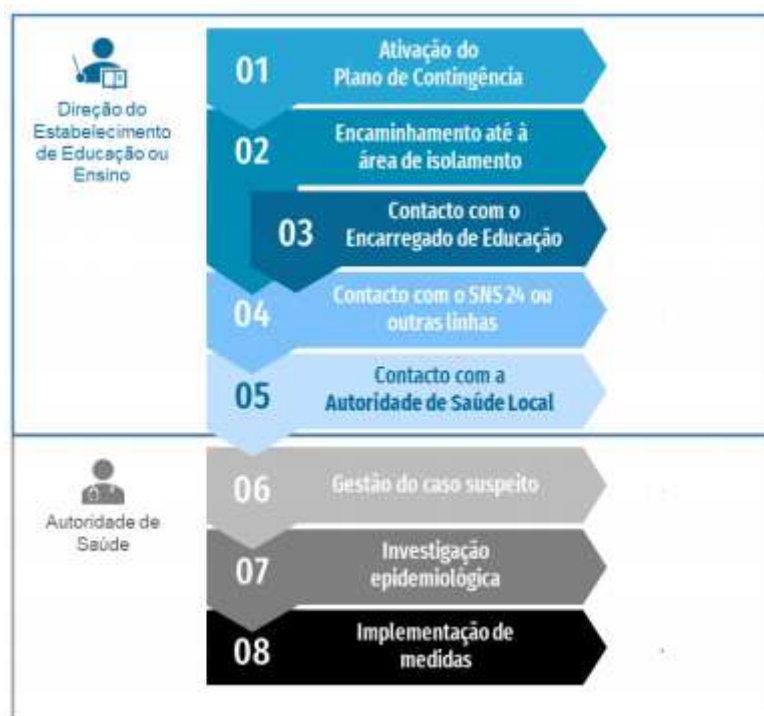 Direção do
Estabelecimento
de Educação ou
Ensino
01
Ativação do
Plano de Contingência
02
Encaminhamento até à
área de isolamento
03
Contacto com o
Encarregado de Educação
04
Contacto com o SNS 24 ou
outras linhas
05
Contacto com a
Autoridade de Saúde Local
Autoridade de
Saúde
06
Gestão do caso suspeito
07
Investigação
epidemiológica
08
Implementação de
medidas